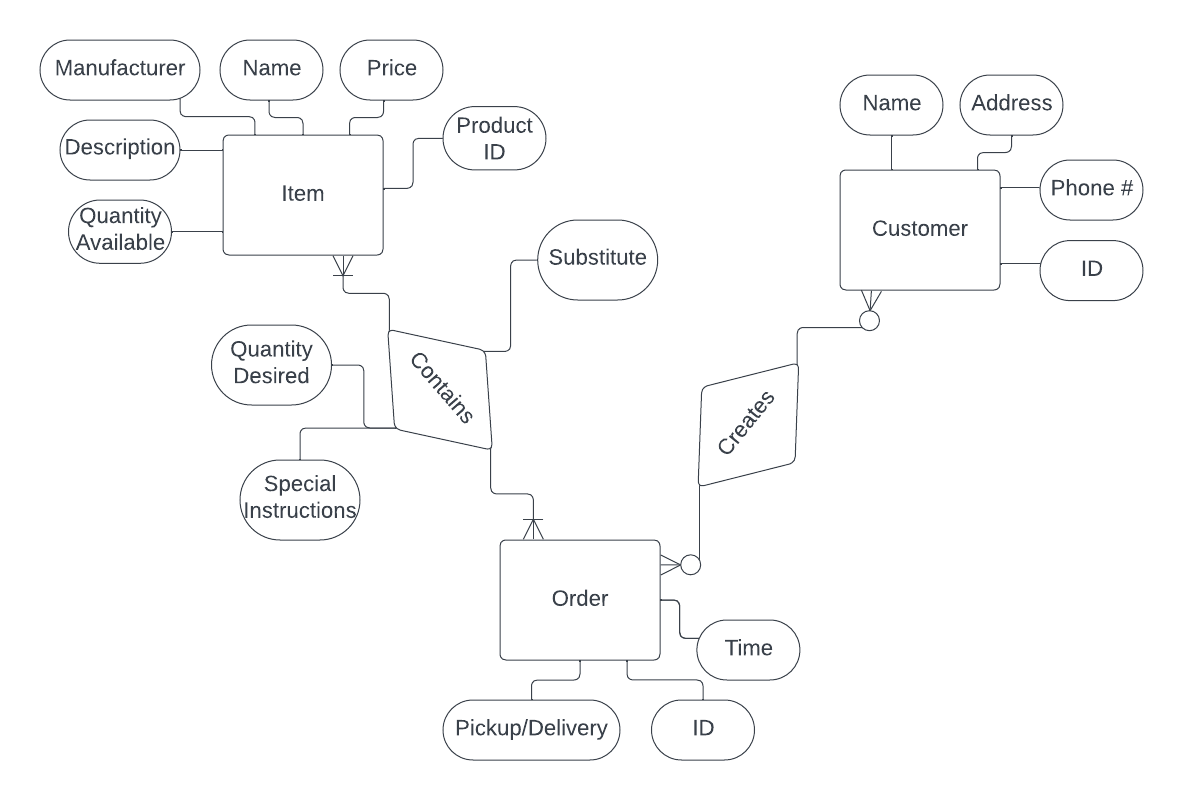 Manufacturer
Name
Price
Product
ID
Description
Item
Quantity
Available
Name
Address
Phone #
Customer
ID
Substitute
Quantity
Desired
Contains
Creates
Special
Instructions
Order
Time
Pickup/Delivery
ID